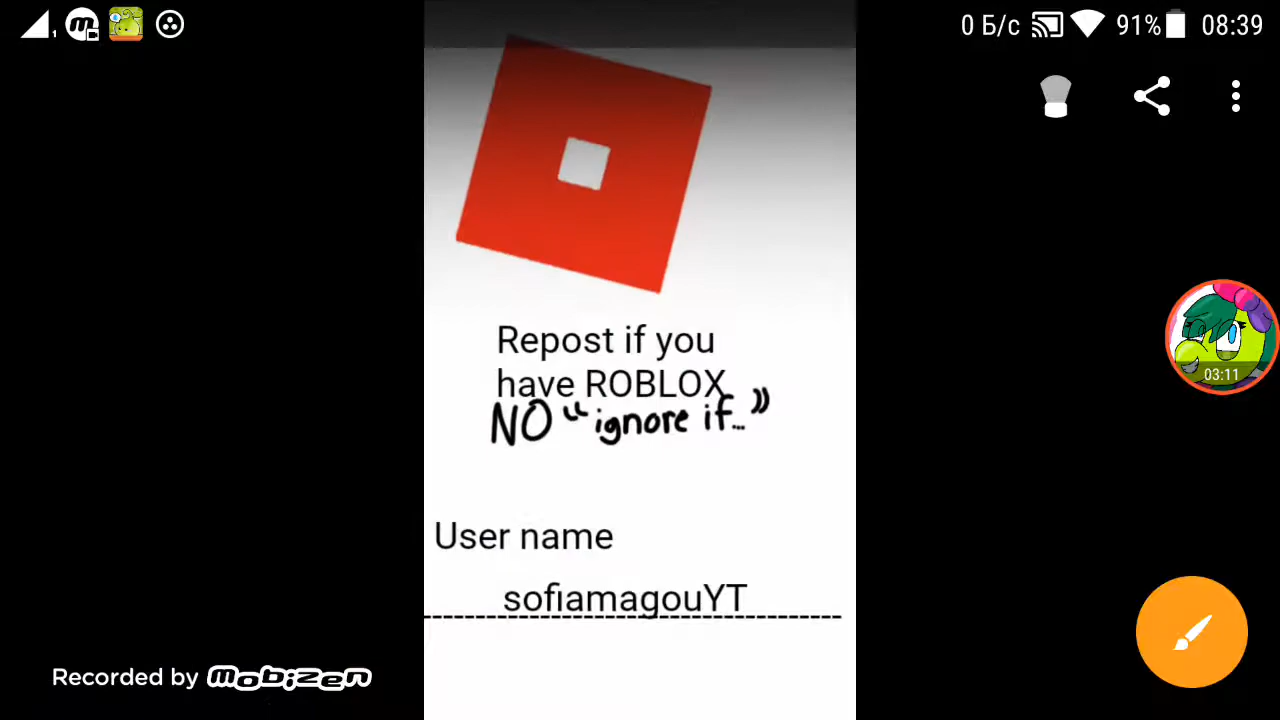 1
0 Б/с
91%
08:39
Repost if you
have ROBLOX
NO "ignore if..."
03:11
User name
sofiamagouYT
Recorded by mobizen